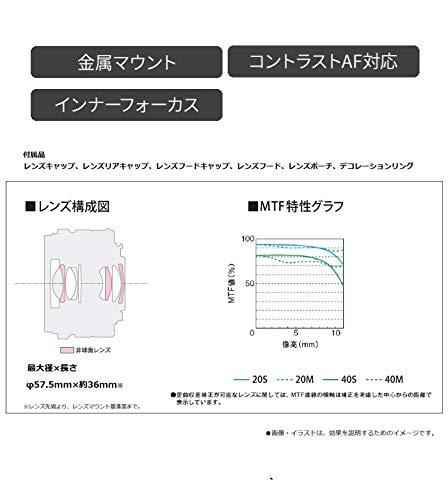 金属マウント
コントラストAF対応
インナーフォーカス
付属品
レンズキャップ、レンズリアキャップ、レンズフードキャップ、レンズフード、レンズポーチ、デコレーションリング
■レンズ構成図
非球面レンズ
最大径×長さ
φ57.5mm×約36mm※
※レンズ先端より、レンズマウント基準面まで。
■MTF特性グラフ
MTF値(%)
100
50
0
0
5
10
像高(mm)
20S
20M
40S
40M
●歪曲収差補正が可能なレンズに関しては、MTF曲線の横軸は補正を考慮した中心からの距離で
表示しています。
●画像・イラストは、効果を説明するためのイメージです。